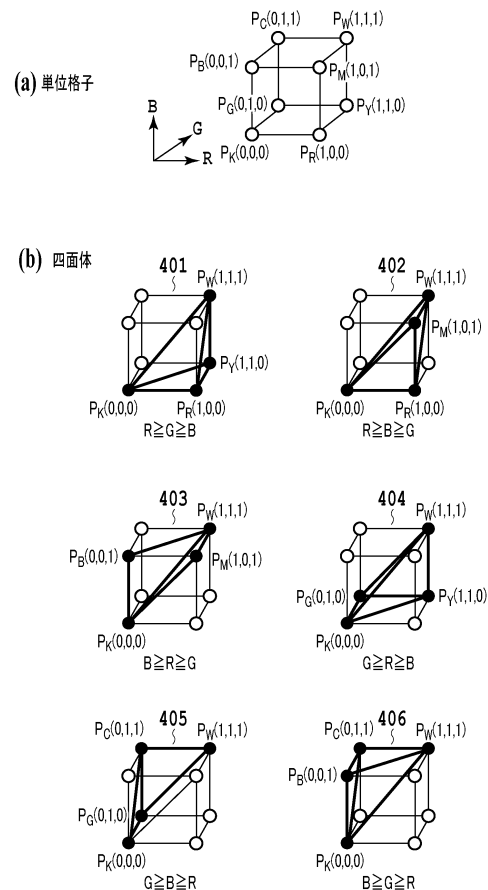 P_C(0,1,1) P_W(1,1,1)
P_B(0,0,1) P_M(1,0,1)
(a) 単位格子
P_G(0,1,0) P_Y(1,1,0)
B
G
R
P_K(0,0,0) P_R(1,0,0)
(b) 四面体
401 P_W(1,1,1)
P_Y(1,1,0)
P_K(0,0,0) P_R(1,0,0)
R≧G≧B
402 P_W(1,1,1)
P_M(1,0,1)
P_K(0,0,0) P_R(1,0,0)
R≧B≧G
403 P_W(1,1,1)
P_B(0,0,1) P_M(1,0,1)
P_K(0,0,0)
B≧R≧G
404 P_W(1,1,1)
P_G(0,1,0) P_Y(1,1,0)
P_K(0,0,0)
G≧R≧B
405
P_C(0,1,1) P_W(1,1,1)
P_G(0,1,0)
P_K(0,0,0)
G≧B≧R
406
P_C(0,1,1) P_W(1,1,1)
P_B(0,0,1)
P_K(0,0,0)
B≧G≧R